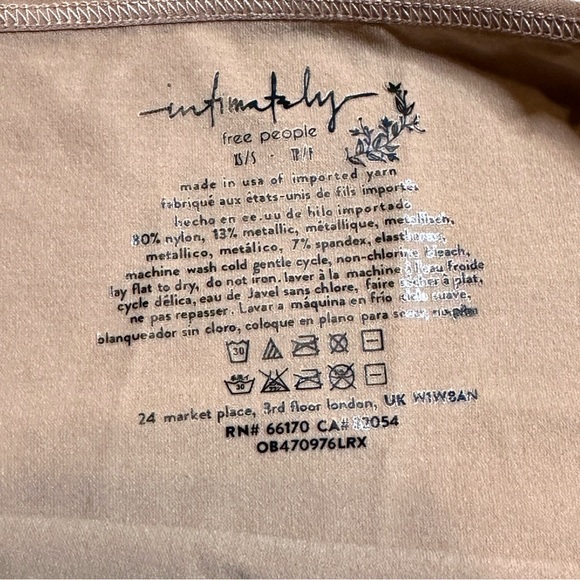 intimately
free people
XS/S · TP/P
made in usa of imported yarn
fabriqué aux états-unis de fils importés
hecho en ee.uu de hilo importado
80% nylon, 13% metallic, métallique, metallisch,
metallico, metálico, 7% spandex,
machine wash cold gentle cycle, non-chlorine bleach,
lay flat to dry, do not iron. laver à la machine à l'eau froide
cycle délica, eau de Javel sans chlore, faire sécher à plat,
ne pas repasser. Lavar a máquina en frío ciclo suave,
blanqueador sin cloro, coloque en plano para secar, no
30
30
24 market place, 3rd floor london, UK W1W8AN
RN# 66170 CA# 32054
OB470976LRX